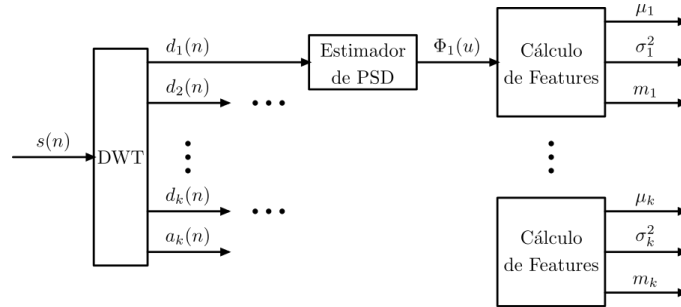 s(n)
DWT
d₁(n)
d₂(n)
dₖ(n)
aₖ(n)
Estimador
de PSD
Φ₁(u)
Cálculo
de Features
μ₁
σ₁²
m₁
Cálculo
de Features
μₖ
σₖ²
mₖ